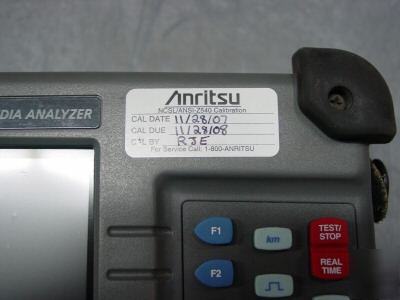 Anritsu
NCSL/ANSI-Z540 Calibration
DIA ANALYZER
CAL DATE 11/28/07
CAL DUE 11/28/08
CAL BY RJE
For Service Call: 1-800-ANRITSU
F1
km
TEST/
STOP
F2
REAL
TIME